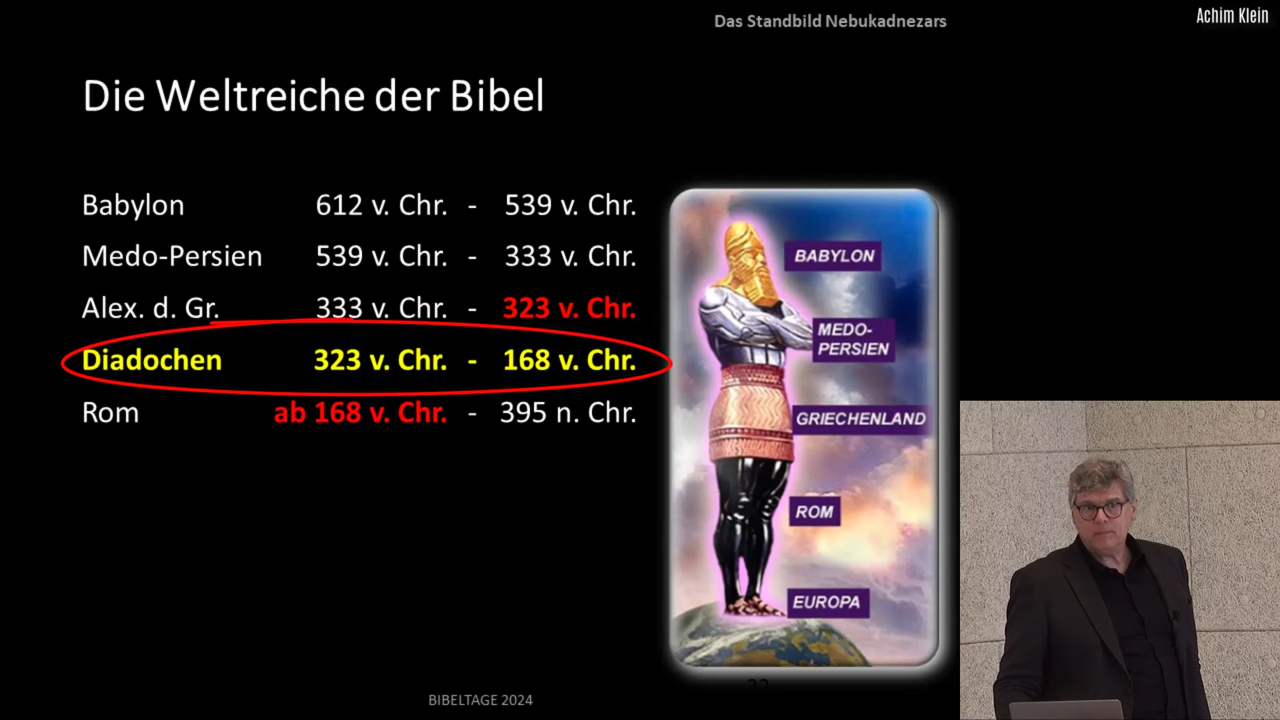 Das Standbild Nebukadnezars
Achim Klein
Die Weltreiche der Bibel
Babylon 612 v. Chr. - 539 v. Chr.
Medo-Persien 539 v. Chr. - 333 v. Chr.
Alex. d. Gr. 333 v. Chr. - 323 v. Chr.
Diadochen 323 v. Chr. - 168 v. Chr.
Rom ab 168 v. Chr. - 395 n. Chr.
BABYLON
MEDO-
PERSIEN
GRIECHENLAND
ROM
EUROPA
BIBELTAGE 2024